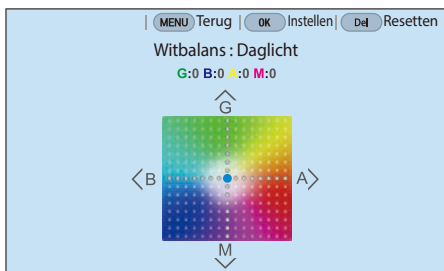 MENU Terug | OK Instellen | Del Resetten
Witbalans : Daglicht
G:0 B:0 A:0 M:0
G
B A
M